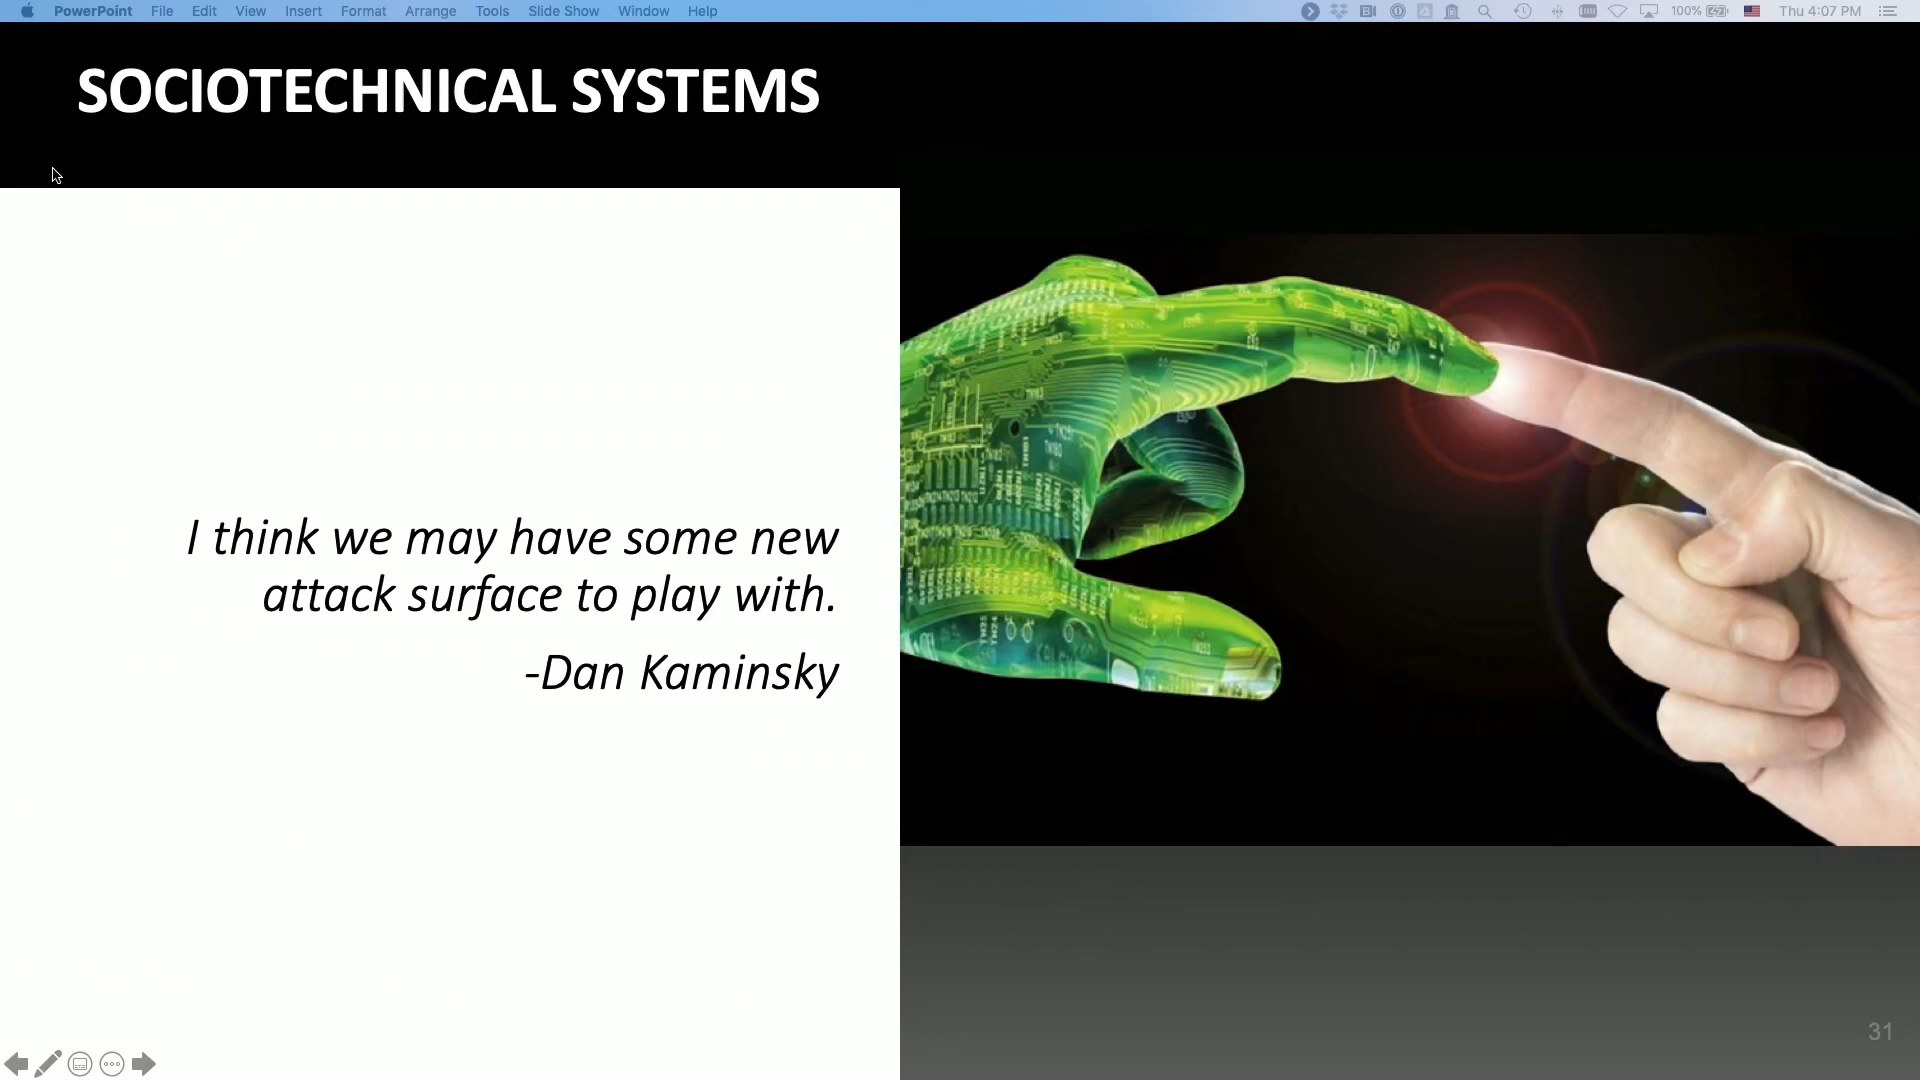 PowerPoint File Edit View Insert Format Arrange Tools Slide Show Window Help 100% Thu 4:07 PM
SOCIOTECHNICAL SYSTEMS
I think we may have some new
attack surface to play with.
-Dan Kaminsky
31